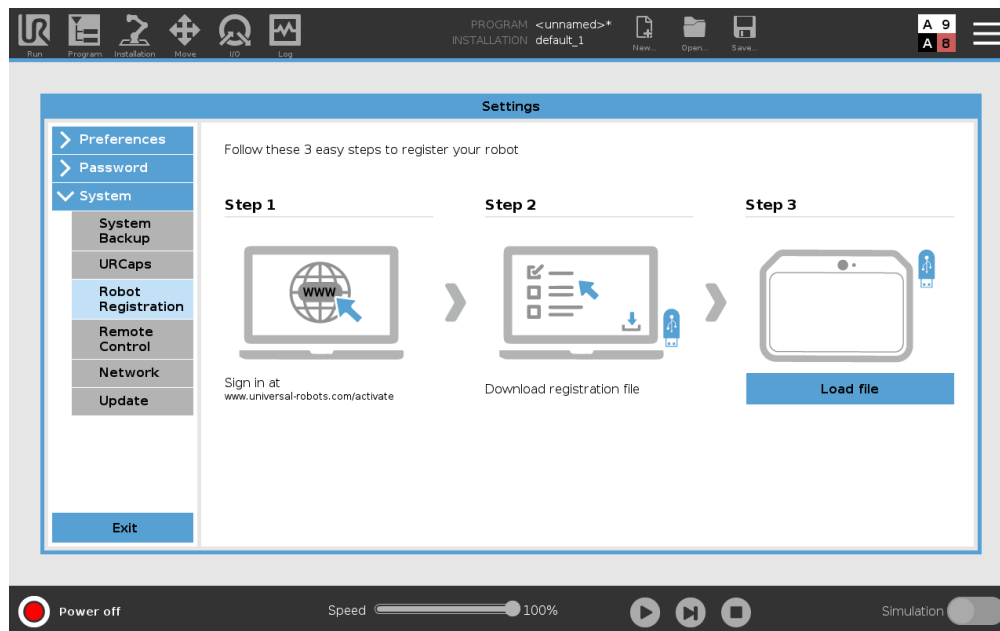 UR
Run
Program
Installation
Move
I/O
Log
PROGRAM <unnamed>*
INSTALLATION default_1
New...
Open...
Save...
A 9
A 8
Settings
Preferences
Password
System
System
Backup
URCaps
Robot
Registration
Remote
Control
Network
Update
Exit
Follow these 3 easy steps to register your robot
Step 1
www
Sign in at
www.universal-robots.com/activate
Step 2
Download registration file
Step 3
Load file
Power off
Speed
100%
Simulation